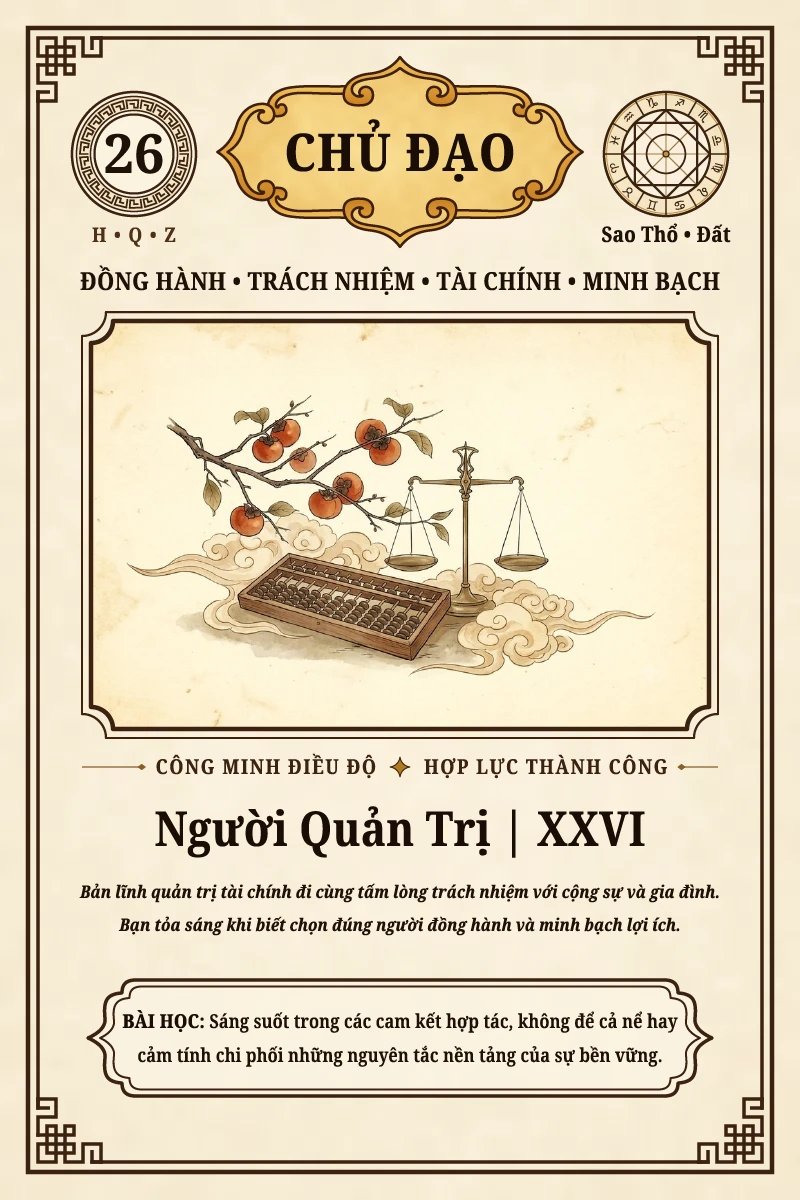 26
CHỦ ĐẠO
H • Q • Z
Sao Thổ • Đất
ĐỒNG HÀNH • TRÁCH NHIỆM • TÀI CHÍNH • MINH BẠCH
CÔNG MINH ĐIỀU ĐỘ ✦ HỢP LỰC THÀNH CÔNG
Người Quản Trị | XXVI
Bản lĩnh quản trị tài chính đi cùng tấm lòng trách nhiệm với cộng sự và gia đình.
Bạn tỏa sáng khi biết chọn đúng người đồng hành và minh bạch lợi ích.
BÀI HỌC: Sáng suốt trong các cam kết hợp tác, không để cả nể hay
cảm tính chi phối những nguyên tắc nền tảng của sự bền vững.